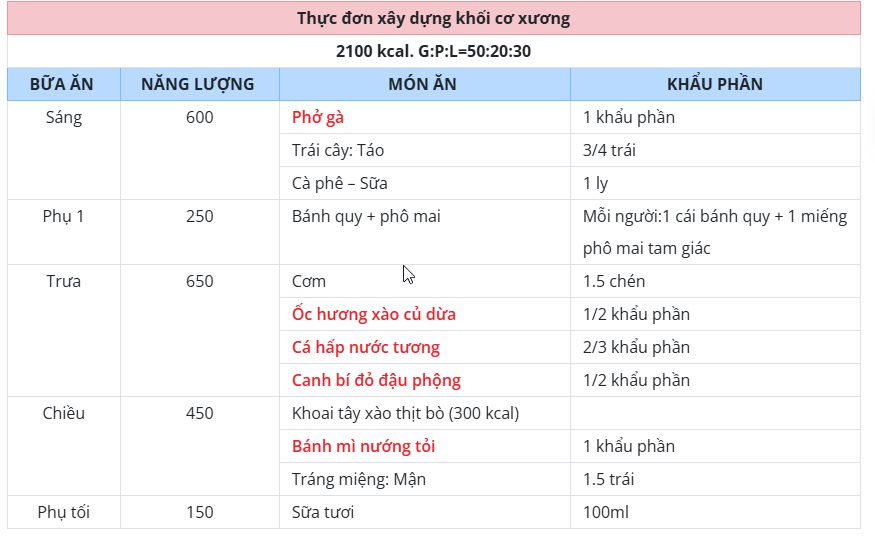 Thực đơn xây dựng khối cơ xương
2100 kcal. G:P:L=50:20:30
BỮA ĂN NĂNG LƯỢNG MÓN ĂN KHẨU PHẦN
Sáng 600 Phở gà 1 khẩu phần
Trái cây: Táo 3/4 trái
Cà phê – Sữa 1 ly
Phụ 1 250 Bánh quy + phô mai Mỗi người:1 cái bánh quy + 1 miếng
phô mai tam giác
Trưa 650 Cơm 1.5 chén
Ốc hương xào củ dừa 1/2 khẩu phần
Cá hấp nước tương 2/3 khẩu phần
Canh bí đỏ đậu phộng 1/2 khẩu phần
Chiều 450 Khoai tây xào thịt bò (300 kcal)
Bánh mì nướng tỏi 1 khẩu phần
Tráng miệng: Mận 1.5 trái
Phụ tối 150 Sữa tươi 100ml